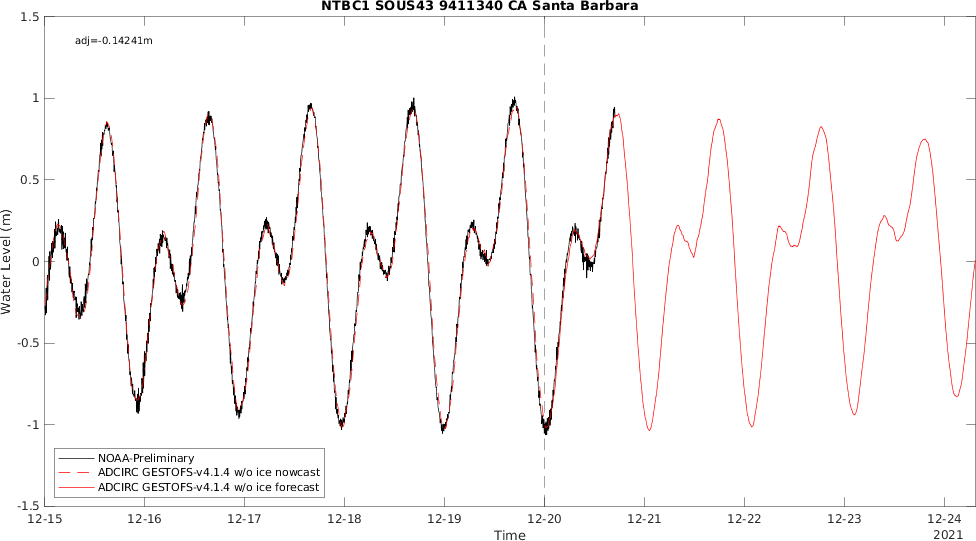 NTBC1 SOUS43 9411340 CA Santa Barbara
adj=-0.14241m
1.5
1
0.5
0
-0.5
-1
-1.5
Water Level (m)
NOAA-Preliminary
ADCIRC GESTOFS-v4.1.4 w/o ice nowcast
ADCIRC GESTOFS-v4.1.4 w/o ice forecast
12-15 12-16 12-17 12-18 12-19 12-20 12-21 12-22 12-23 12-24
Time
2021